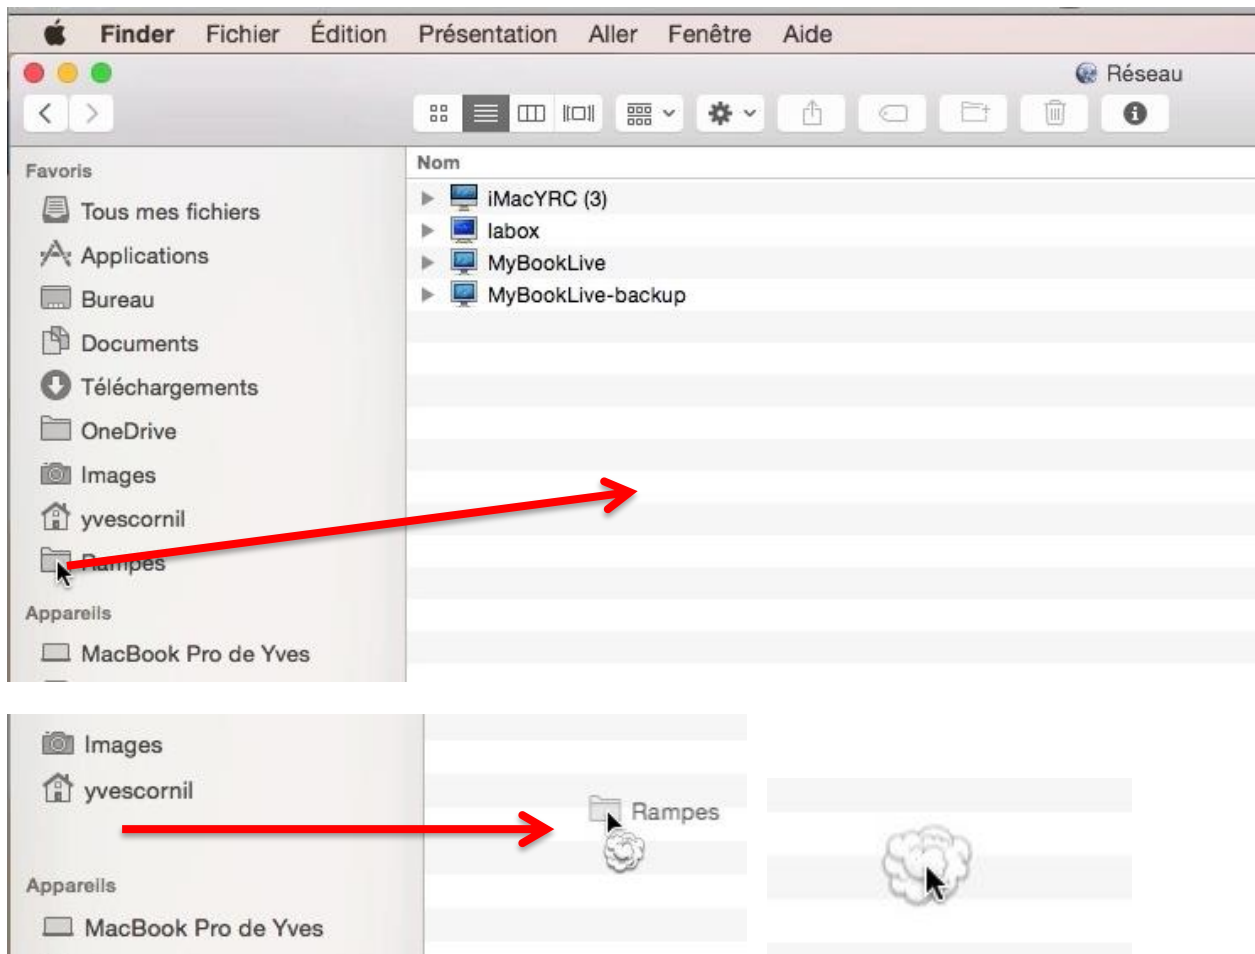 Finder Fichier Édition Présentation Aller Fenêtre Aide
Réseau
Favoris
Tous mes fichiers
Applications
Bureau
Documents
Téléchargements
OneDrive
Images
yvescornil
Rampes
Appareils
MacBook Pro de Yves
Nom
iMacYRC (3)
labox
MyBookLive
MyBookLive-backup
Images
yvescornil
Appareils
MacBook Pro de Yves
Rampes